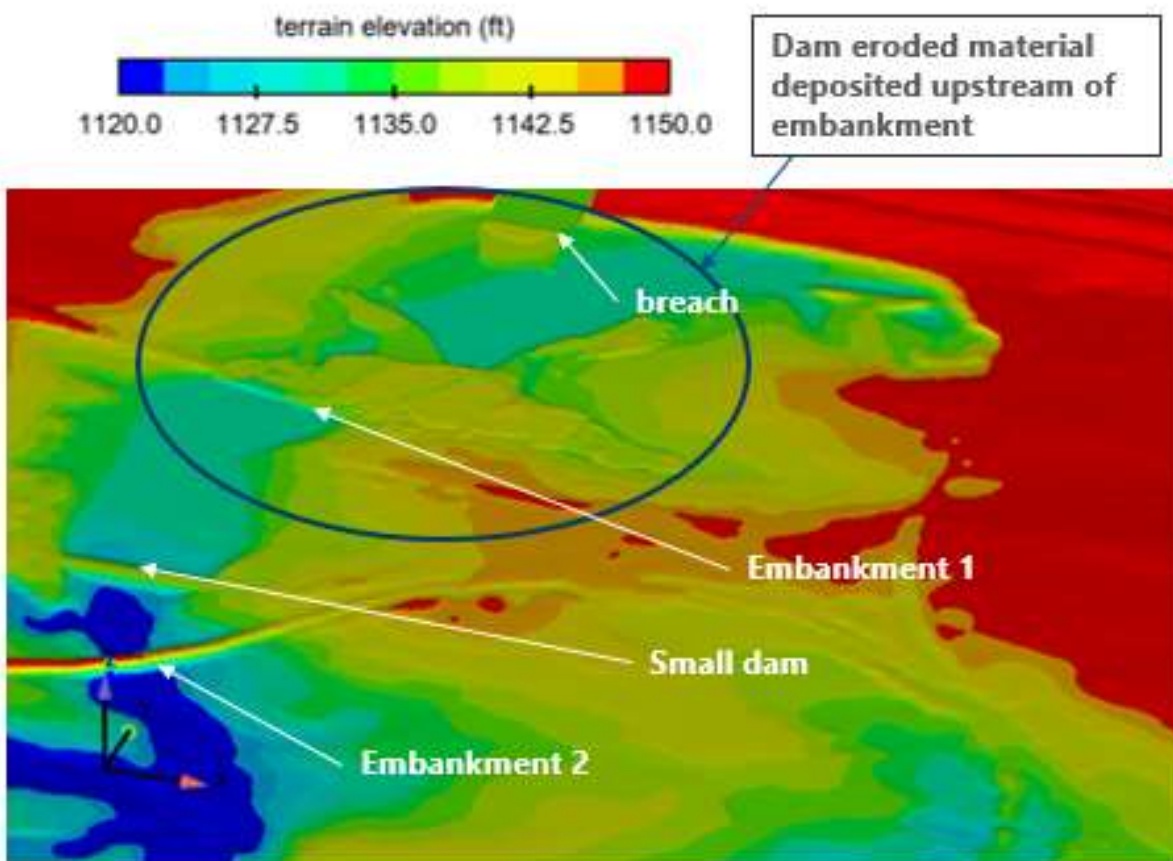 terrain elevation (ft)
1120.0 1127.5 1135.0 1142.5 1150.0
Dam eroded material
deposited upstream of
embankment
breach
Embankment 1
Small dam
Embankment 2